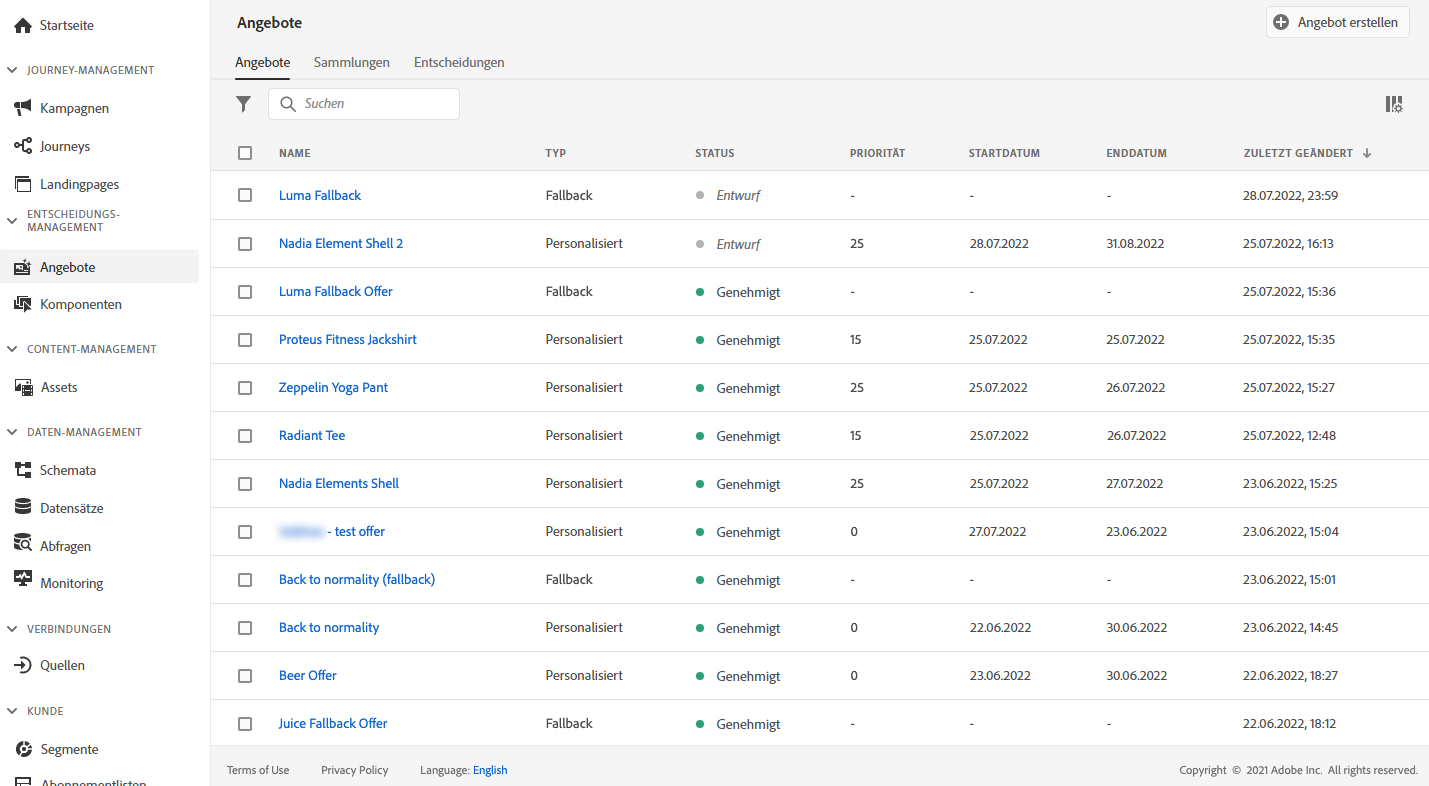 Startseite
JOURNEY-MANAGEMENT
Kampagnen
Journeys
Landingpages
ENTSCHEIDUNGS-
MANAGEMENT
Angebote
Komponenten
CONTENT-MANAGEMENT
Assets
DATEN-MANAGEMENT
Schemata
Datensätze
Abfragen
Monitoring
VERBINDUNGEN
Quellen
KUNDE
Segmente
Abonnementlisten
Angebote
Angebot erstellen
Angebote Sammlungen Entscheidungen
Suchen
NAME TYP STATUS PRIORITÄT STARTDATUM ENDDATUM ZULETZT GEÄNDERT
Luma Fallback Fallback Entwurf - - - 28.07.2022, 23:59
Nadia Element Shell 2 Personalisiert Entwurf 25 28.07.2022 31.08.2022 25.07.2022, 16:13
Luma Fallback Offer Fallback Genehmigt - - - 25.07.2022, 15:36
Proteus Fitness Jackshirt Personalisiert Genehmigt 15 25.07.2022 25.07.2022 25.07.2022, 15:35
Zeppelin Yoga Pant Personalisiert Genehmigt 25 25.07.2022 26.07.2022 25.07.2022, 15:27
Radiant Tee Personalisiert Genehmigt 15 25.07.2022 26.07.2022 25.07.2022, 12:48
Nadia Elements Shell Personalisiert Genehmigt 25 25.07.2022 27.07.2022 23.06.2022, 15:25
- test offer Personalisiert Genehmigt 0 27.07.2022 23.06.2022 23.06.2022, 15:04
Back to normality (fallback) Fallback Genehmigt - - - 23.06.2022, 15:01
Back to normality Personalisiert Genehmigt 0 22.06.2022 30.06.2022 23.06.2022, 14:45
Beer Offer Personalisiert Genehmigt 0 23.06.2022 30.06.2022 22.06.2022, 18:27
Juice Fallback Offer Fallback Genehmigt - - - 22.06.2022, 18:12
Terms of Use Privacy Policy Language: English Copyright © 2021 Adobe Inc. All rights reserved.